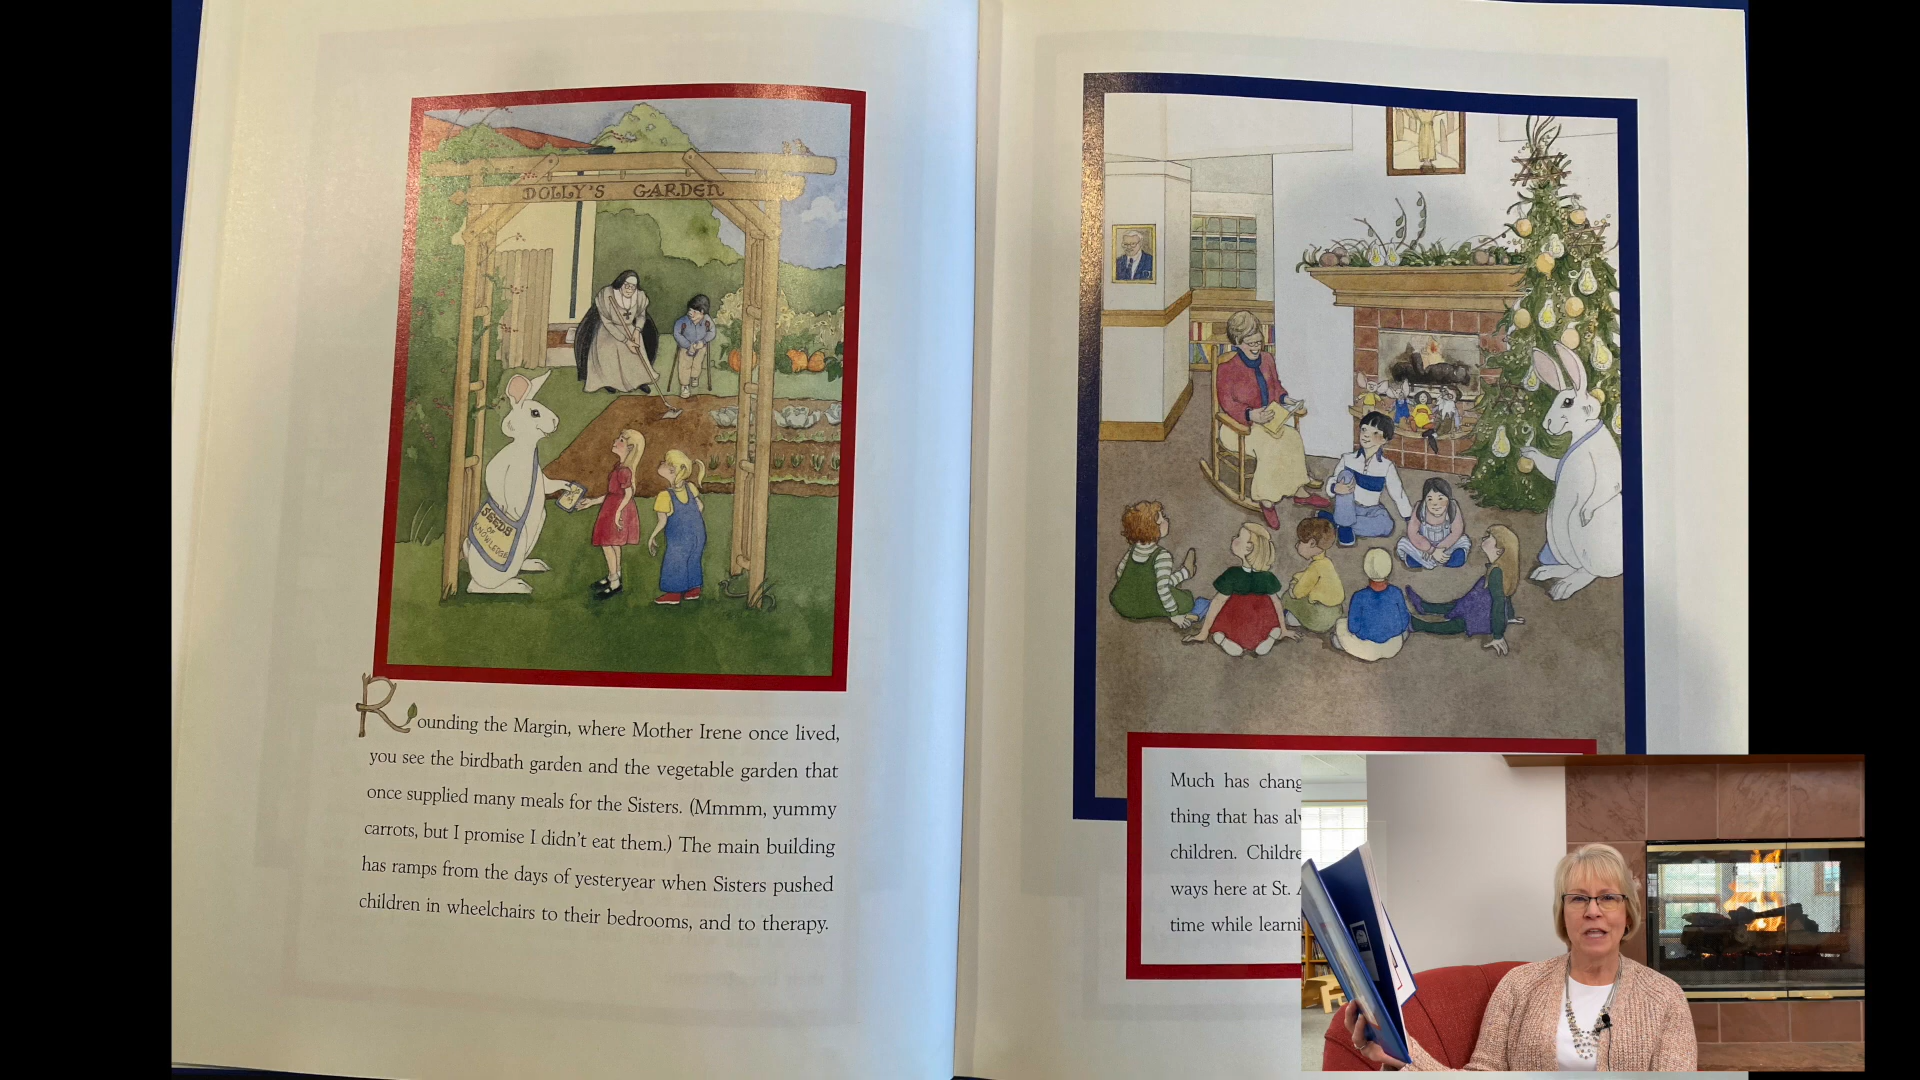 DOLLY'S GARDEN
SEEDS
OF
KNOWLEDGE
Rounding the Margin, where Mother Irene once lived,
you see the birdbath garden and the vegetable garden that
once supplied many meals for the Sisters. (Mmmm, yummy
carrots, but I promise I didn't eat them.) The main building
has ramps from the days of yesteryear when Sisters pushed
children in wheelchairs to their bedrooms, and to therapy.
Much has chang
thing that has al
children. Childre
ways here at St.
time while learni